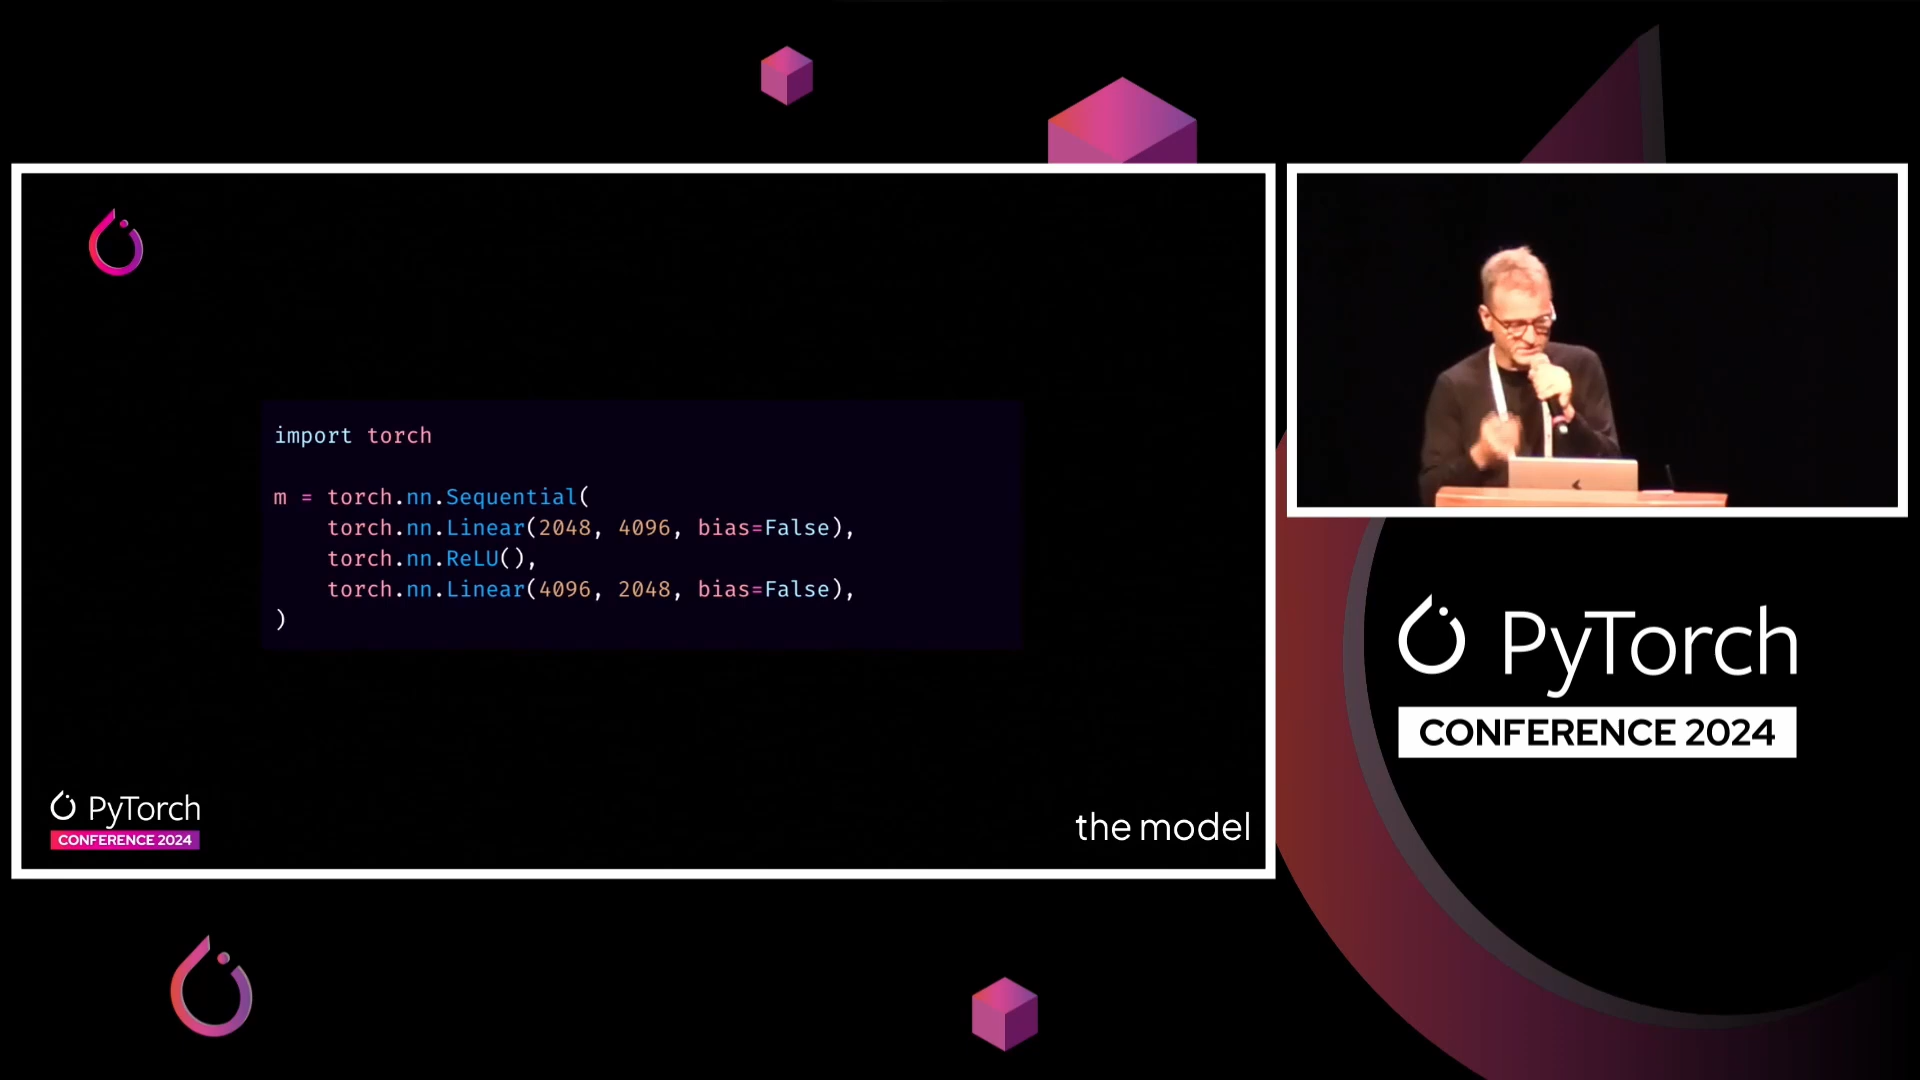 import torch
m = torch.nn.Sequential(
    torch.nn.Linear(2048, 4096, bias=False),
    torch.nn.ReLU(),
    torch.nn.Linear(4096, 2048, bias=False),
)
PyTorch
CONFERENCE 2024
the model
PyTorch
CONFERENCE 2024